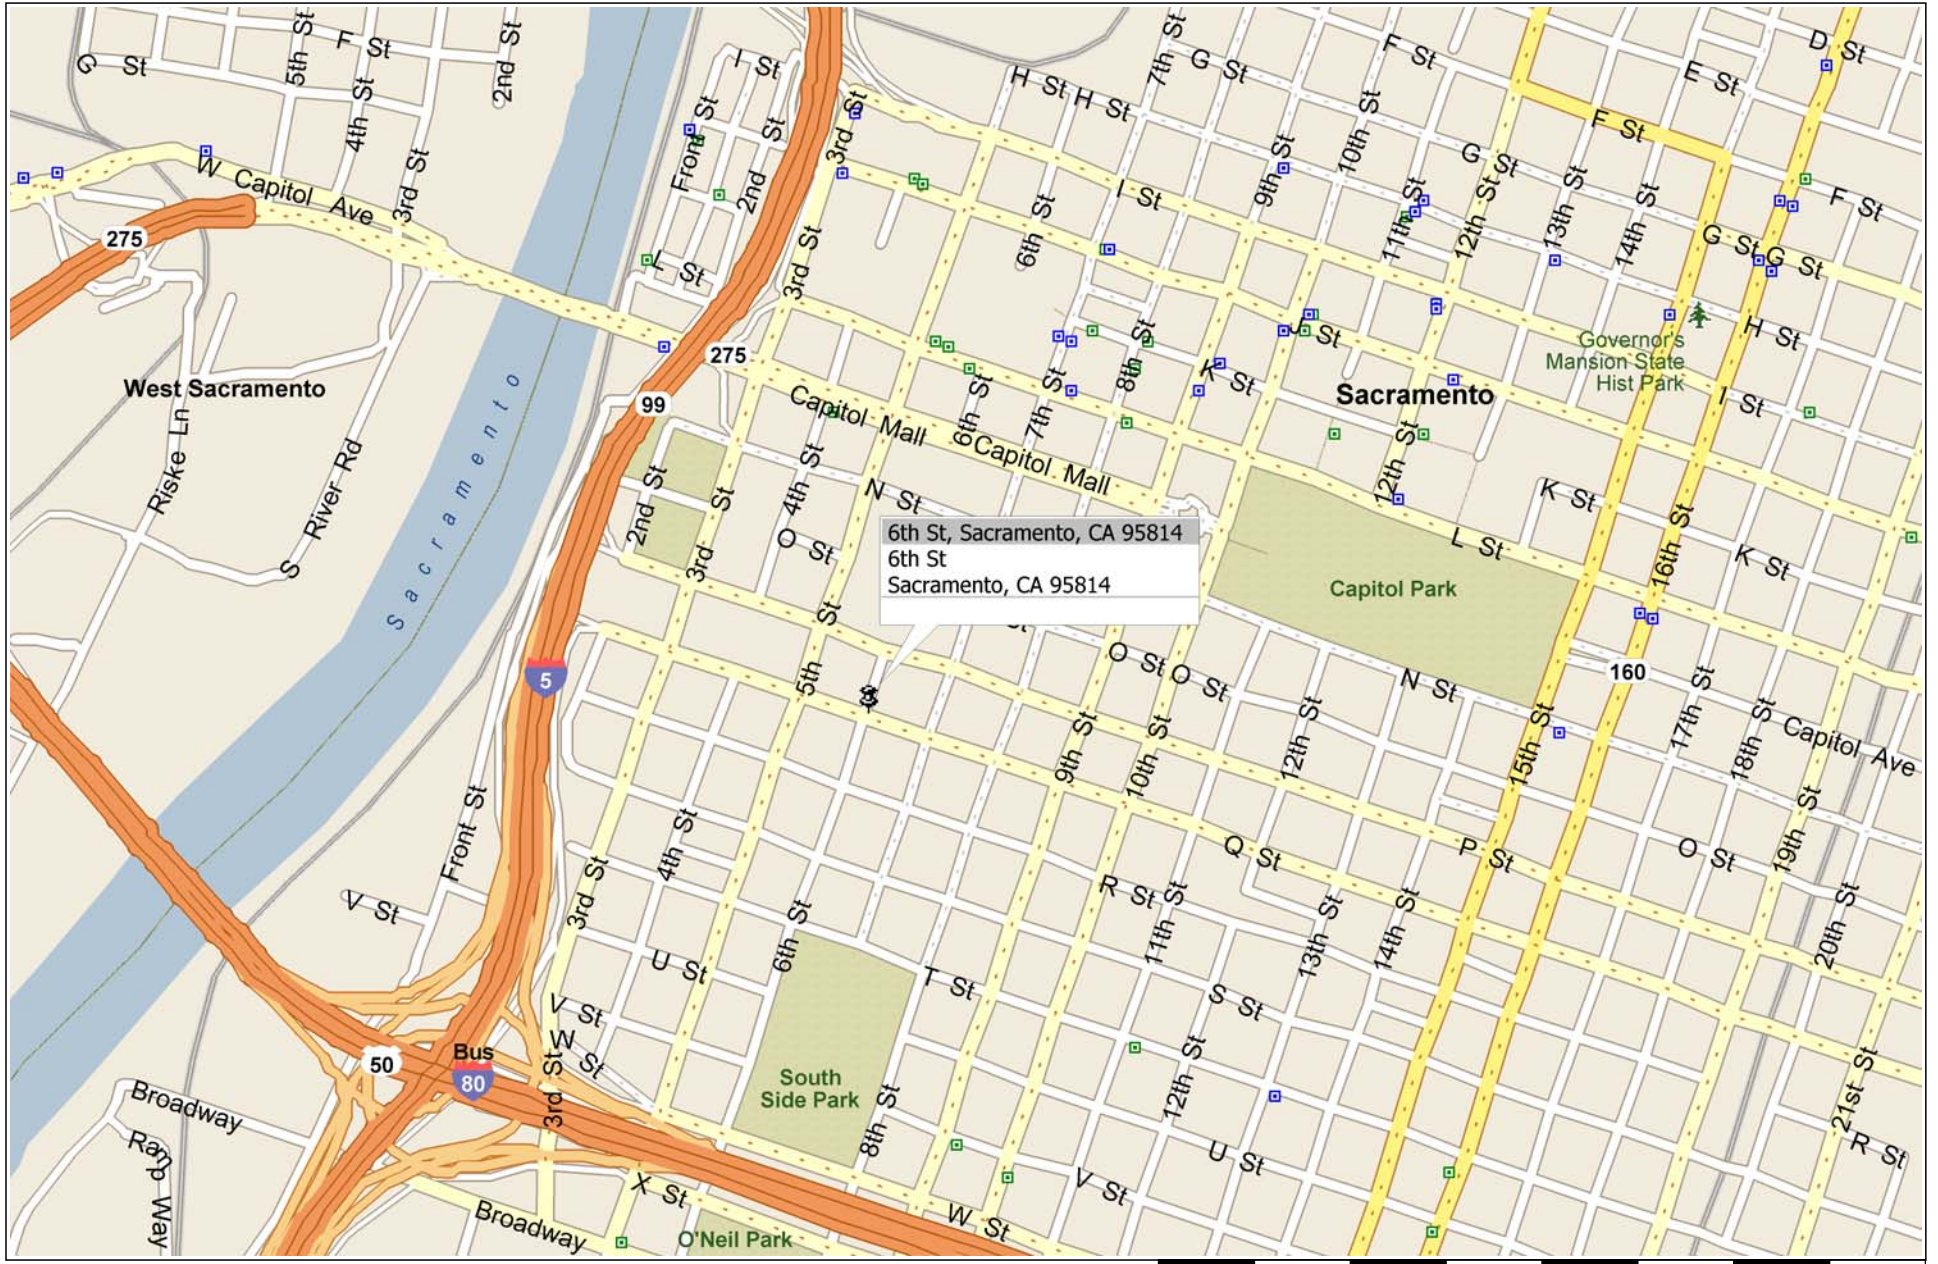 G St
5th St
F St
4th St
2nd St
3rd St
W Capitol Ave
275
West Sacramento
Riske Ln
S River Rd
Sacramento
I St
Front St
2nd St
3rd St
L St
3rd St
275
99
H St
H St
7th St
G St
F St
10th St
9th St
I St
6th St
G St
12th St
11th St
13th St
14th St
F St
E St
D St
F St
G St
G St
H St
Governor's
Mansion State
Hist Park
I St
J St
K St
8th St
7th St
6th St
Sacramento
Capitol Mall
Capitol Mall
12th St
K St
L St
16th St
K St
2nd St
3rd St
4th St
N St
O St
6th St, Sacramento, CA 95814
6th St
Sacramento, CA 95814
Capitol Park
5th St
5
O St
O St
N St
160
17th St
18th St
Capitol Ave
9th St
10th St
12th St
15th St
Front St
4th St
3rd St
V St
Q St
P St
O St
19th St
R St
11th St
13th St
14th St
20th St
6th St
U St
T St
S St
V St
W St
3rd St
50
Bus
80
South
Side Park
8th St
12th St
21st St
R St
U St
V St
Broadway
Ramp Way
X St
Broadway
W St
O'Neil Park